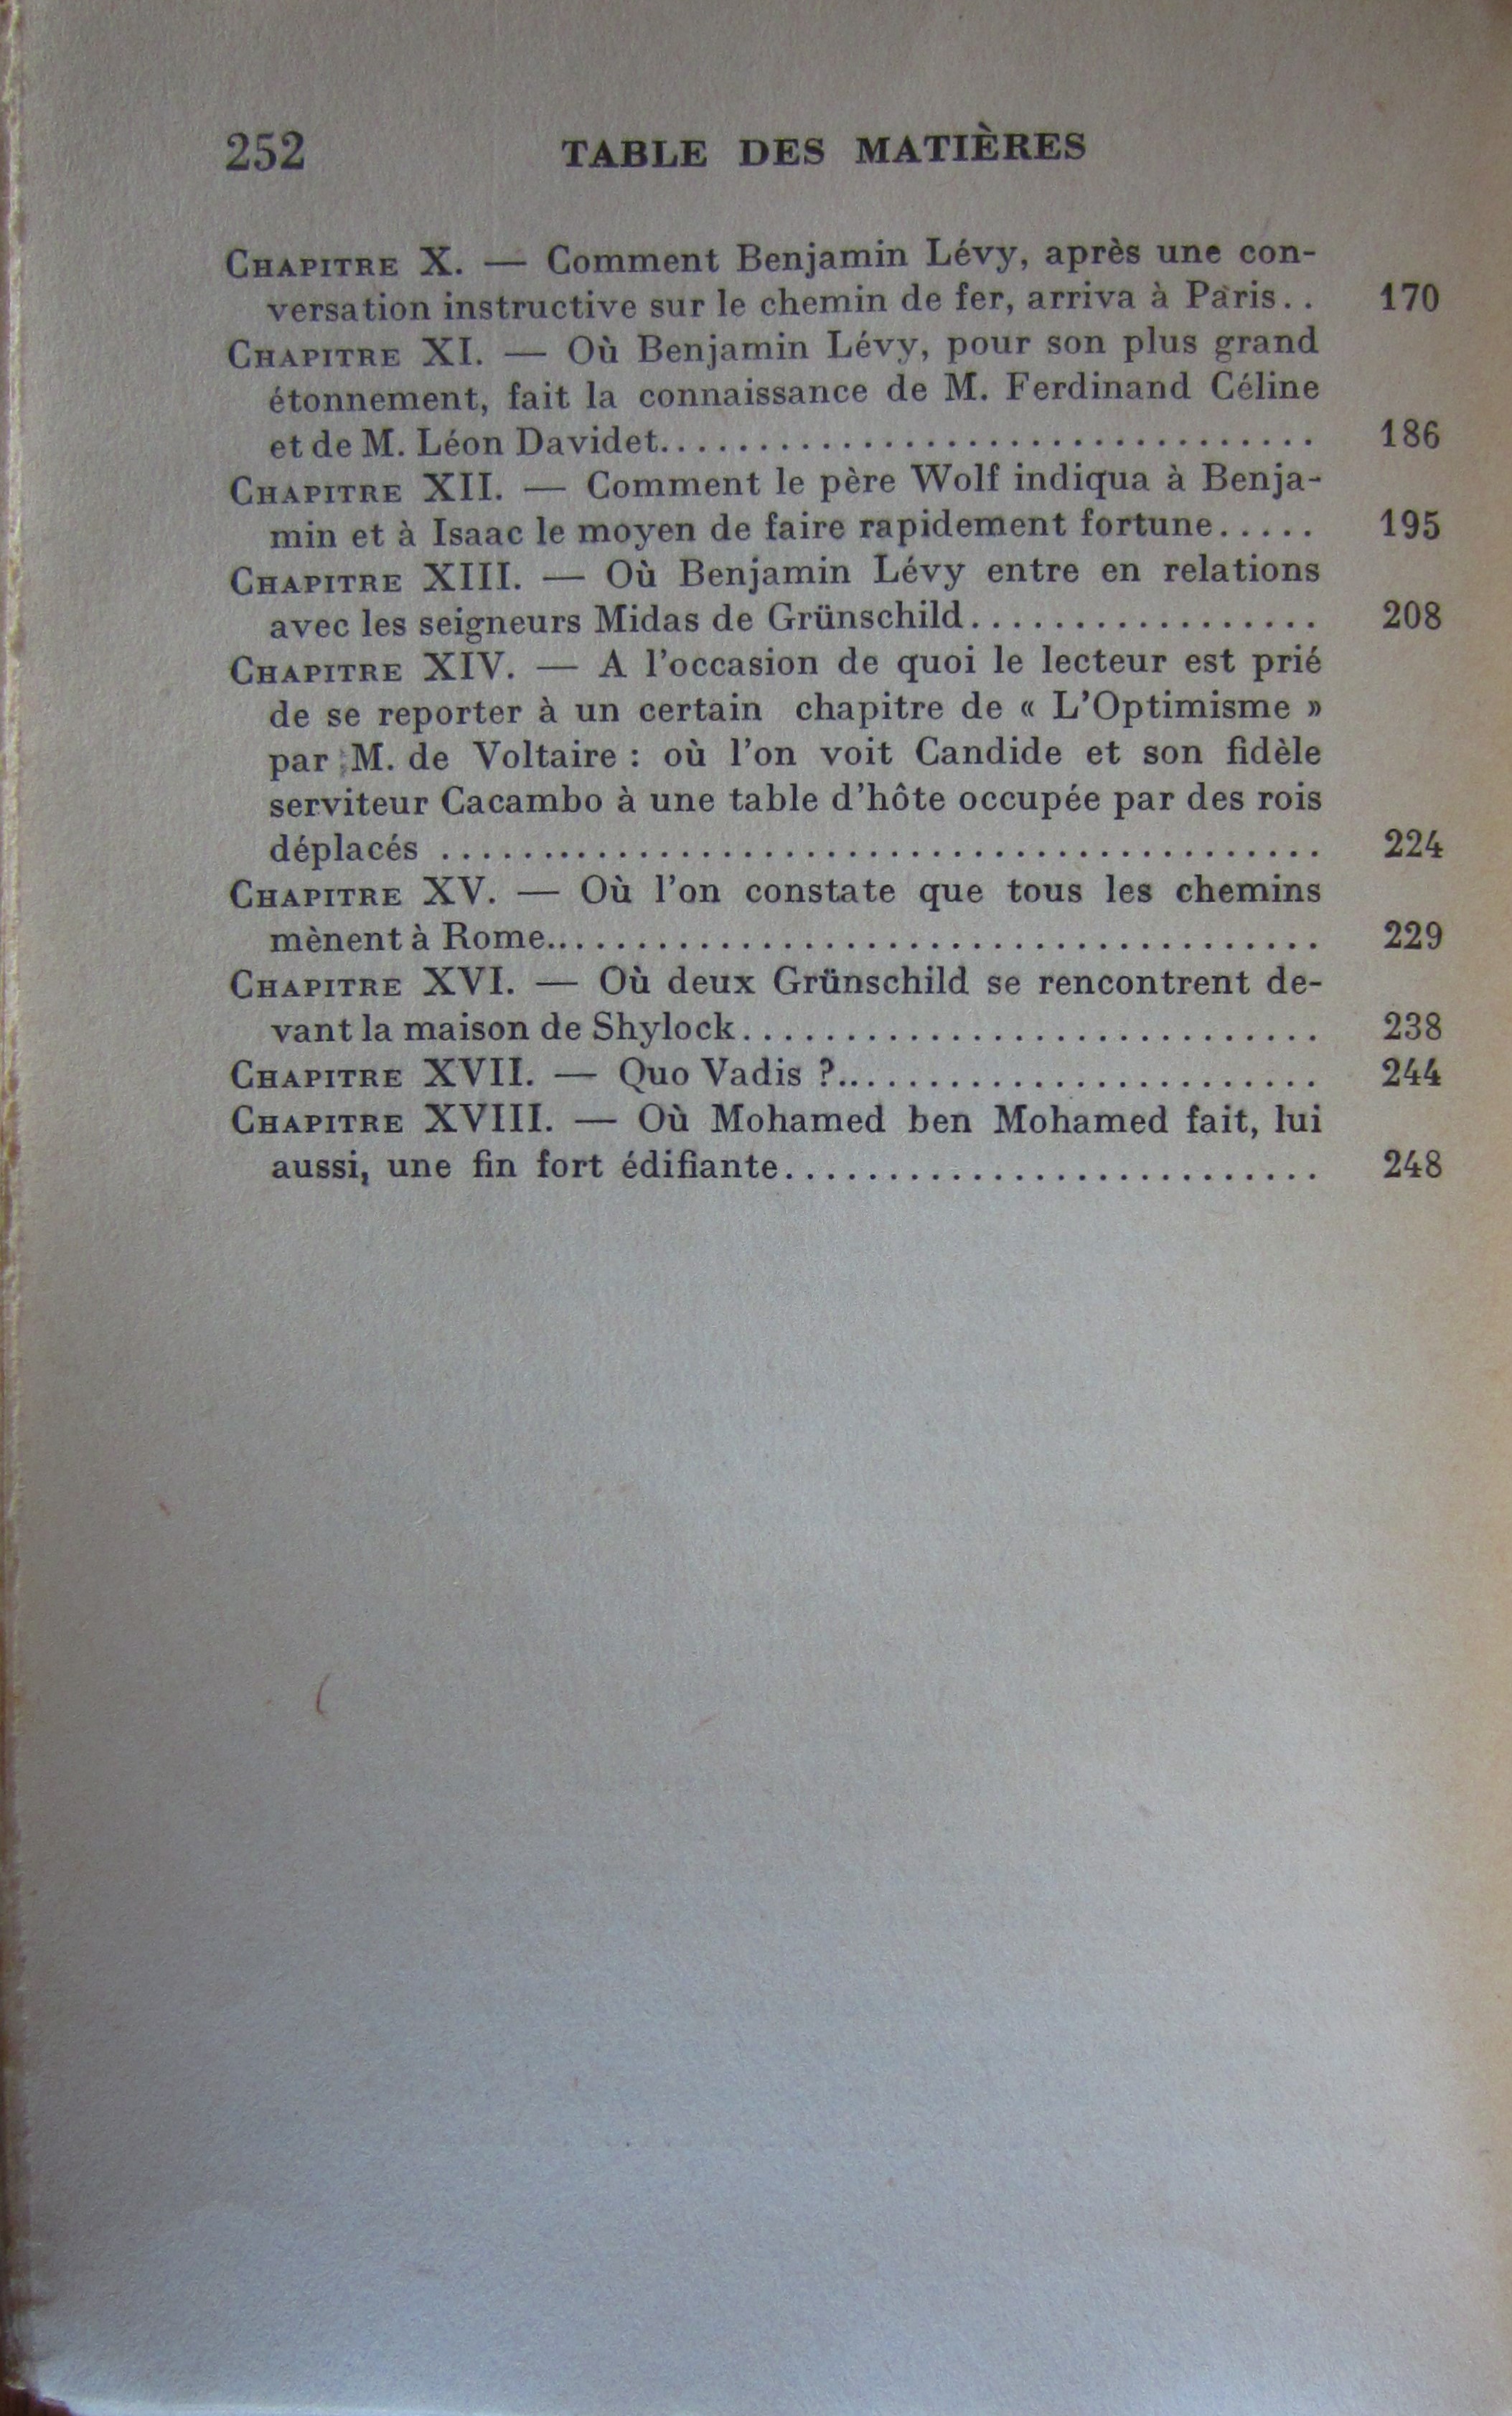 252 TABLE DES MATIÈRES
CHAPITRE X. — Comment Benjamin Lévy, après une con-
versation instructive sur le chemin de fer, arriva à Paris.. 170
CHAPITRE XI. — Où Benjamin Lévy, pour son plus grand
étonnement, fait la connaissance de M. Ferdinand Céline
et de M. Léon Davidet................................ 186
CHAPITRE XII. — Comment le père Wolf indiqua à Benja-
min et à Isaac le moyen de faire rapidement fortune..... 195
CHAPITRE XIII. — Où Benjamin Lévy entre en relations
avec les seigneurs Midas de Grünschild................. 208
CHAPITRE XIV. — A l'occasion de quoi le lecteur est prié
de se reporter à un certain chapitre de « L'Optimisme »
par M. de Voltaire : où l'on voit Candide et son fidèle
serviteur Cacambo à une table d'hôte occupée par des rois
déplacés ........................................... 224
CHAPITRE XV. — Où l'on constate que tous les chemins
mènent à Rome...................................... 229
CHAPITRE XVI. — Où deux Grünschild se rencontrent de-
vant la maison de Shylock............................ 238
CHAPITRE XVII. — Quo Vadis ?........................ 244
CHAPITRE XVIII. — Où Mohamed ben Mohamed fait, lui
aussi, une fin fort édifiante.......................... 248